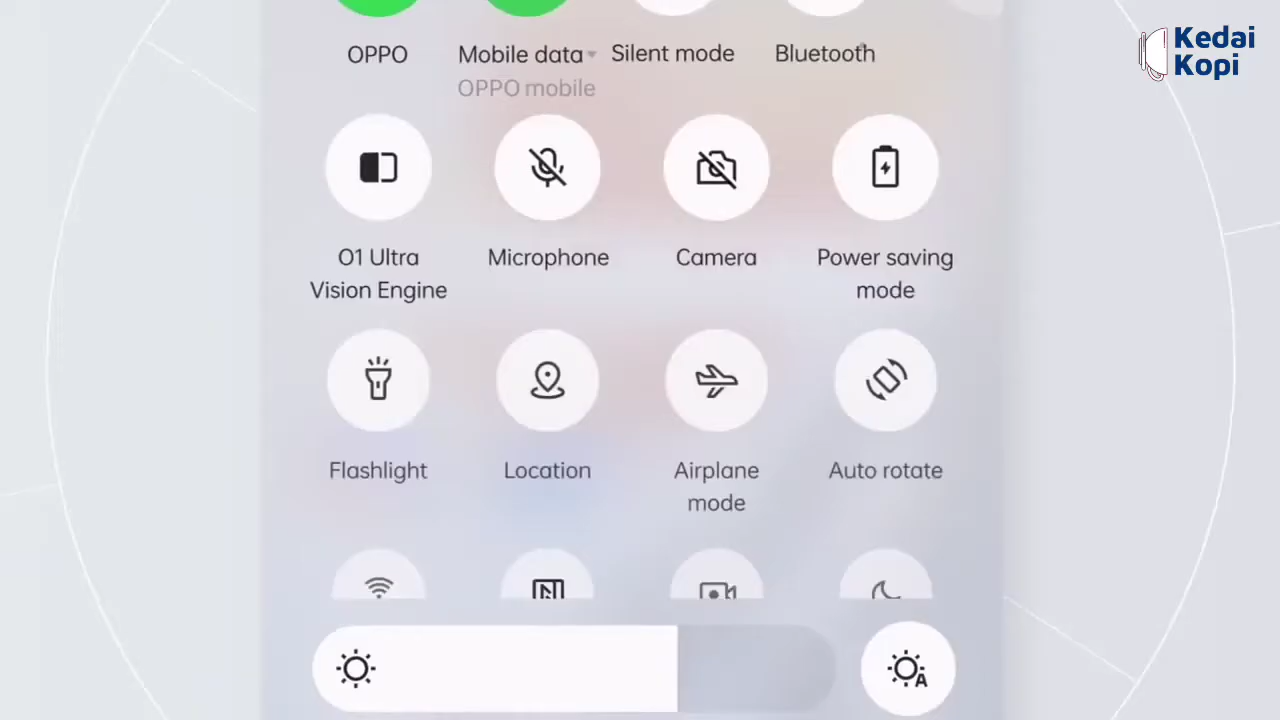 Kedai
Kopi
OPPO
Mobile data
Silent mode
Bluetooth
OPPO mobile
O1 Ultra
Vision Engine
Microphone
Camera
Power saving
mode
Flashlight
Location
Airplane
mode
Auto rotate
A